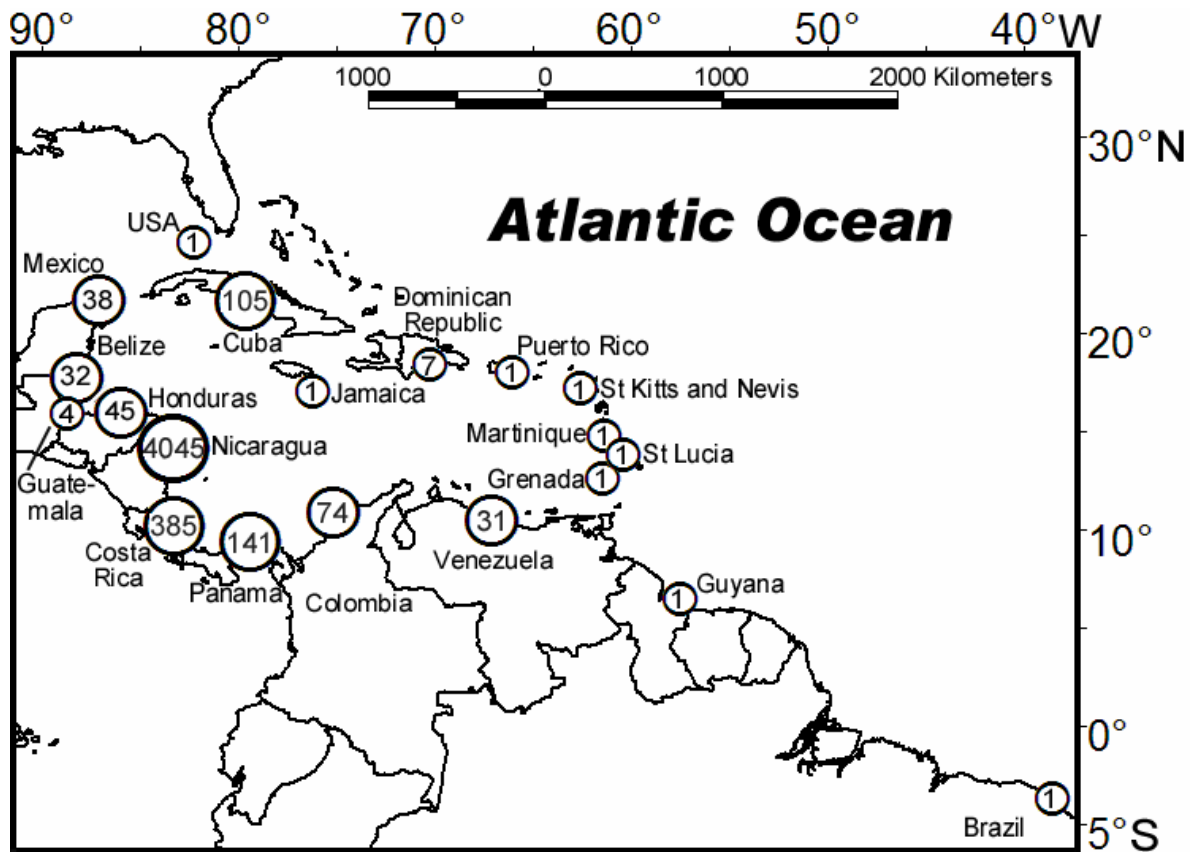 90° 80° 70° 60° 50° 40°W
1000 0 1000 2000 Kilometers
30°N
Atlantic Ocean
USA
1
Mexico
38
105
Cuba
Dominican
Republic
7
20°
Belize
32
Puerto Rico
1
Jamaica
1
St Kitts and Nevis
1
Honduras
45
4
Guate-
mala
4045
Nicaragua
Martinique
1
St Lucia
1
Grenada
1
385
Costa
Rica
141
Panama
74
Colombia
31
Venezuela
10°
Guyana
1
0°
1
Brazil
5°S